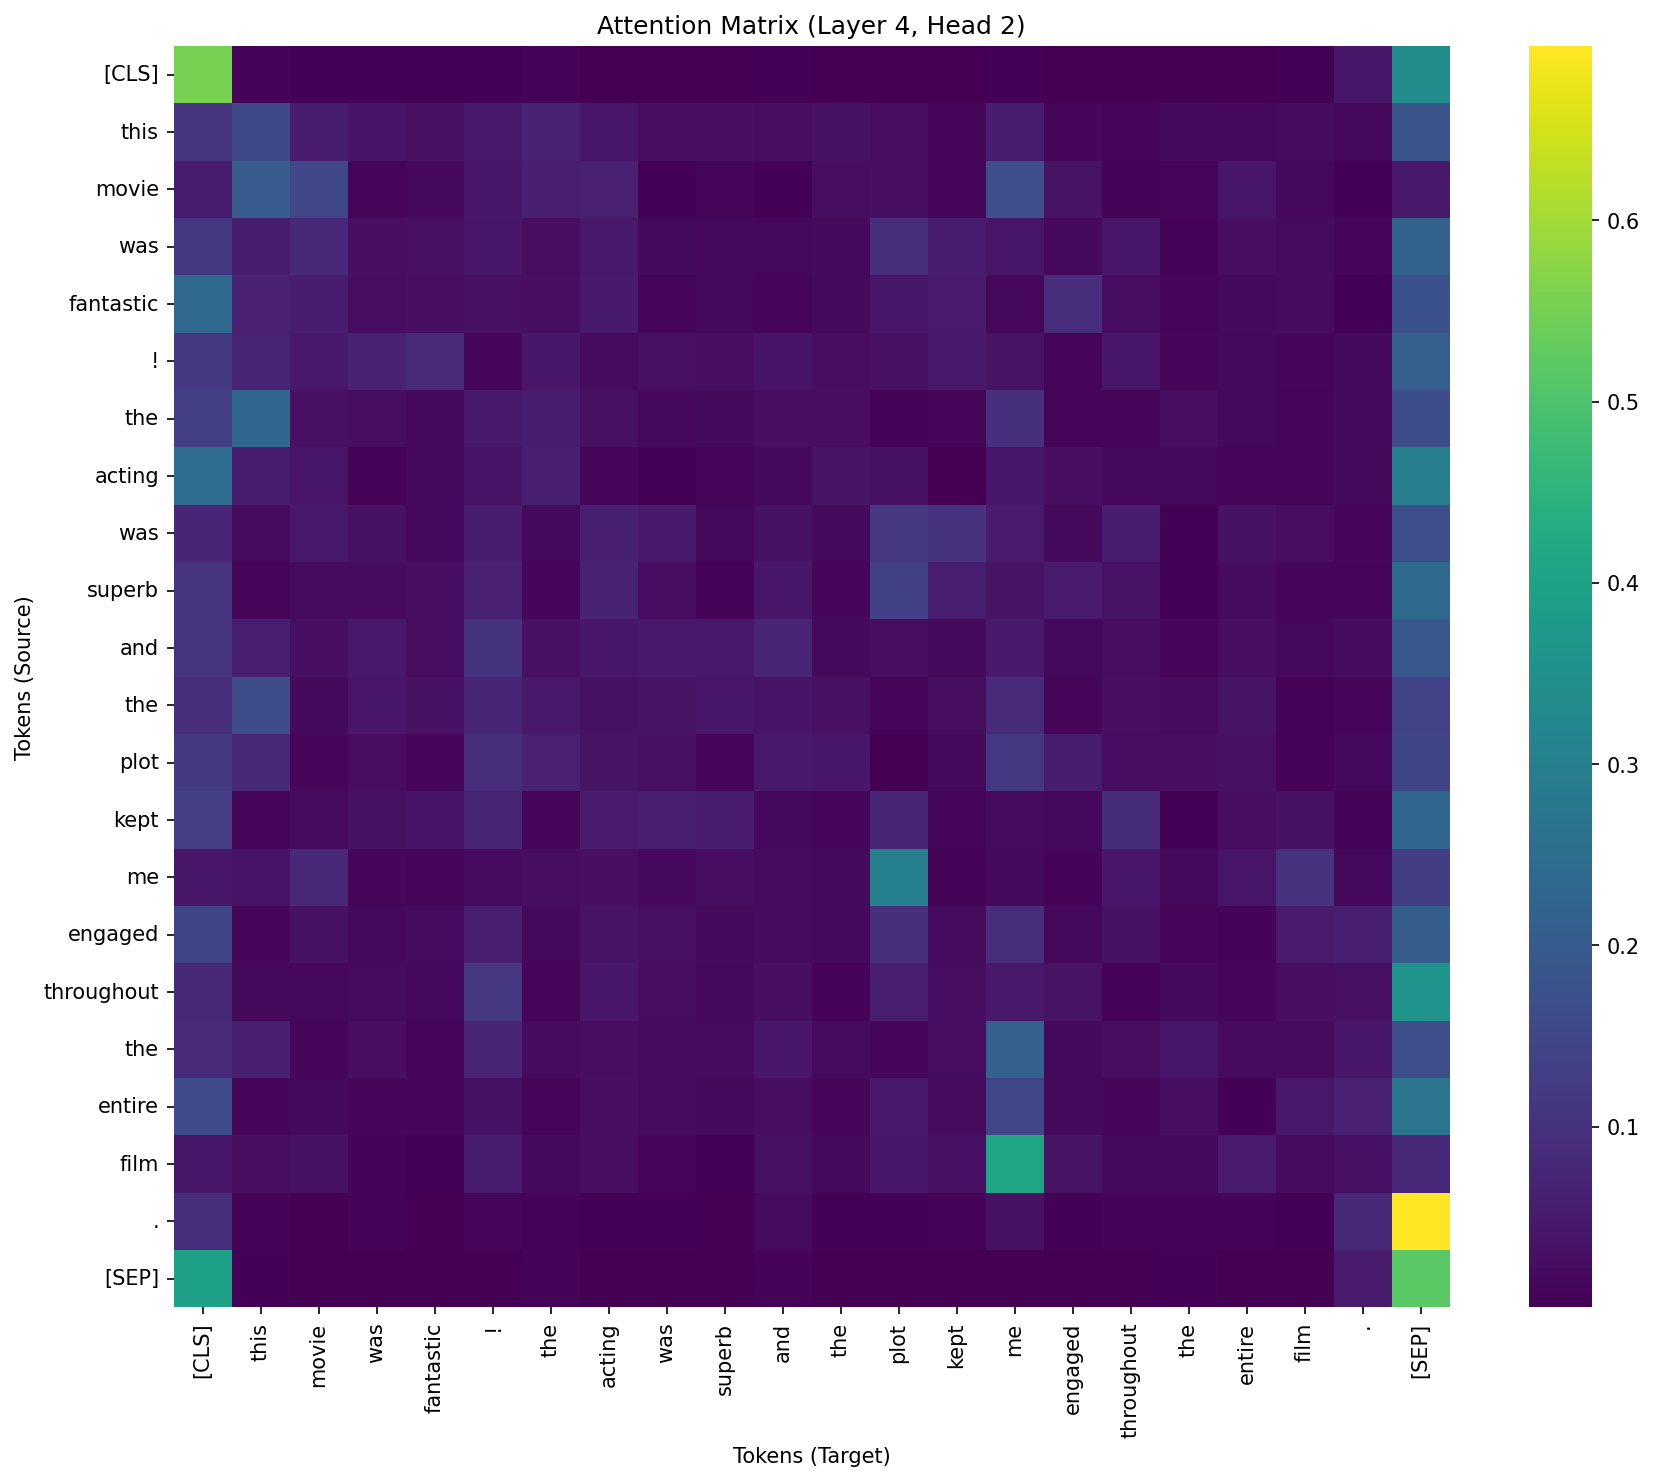 Attention Matrix (Layer 4, Head 2)
Tokens (Source)
[CLS]
this
movie
was
fantastic
!
the
acting
was
superb
and
the
plot
kept
me
engaged
throughout
the
entire
film
.
[SEP]
[CLS]
this
movie
was
fantastic
!
the
acting
was
superb
and
the
plot
kept
me
engaged
throughout
the
entire
film
.
[SEP]
Tokens (Target)
0.6
0.5
0.4
0.3
0.2
0.1